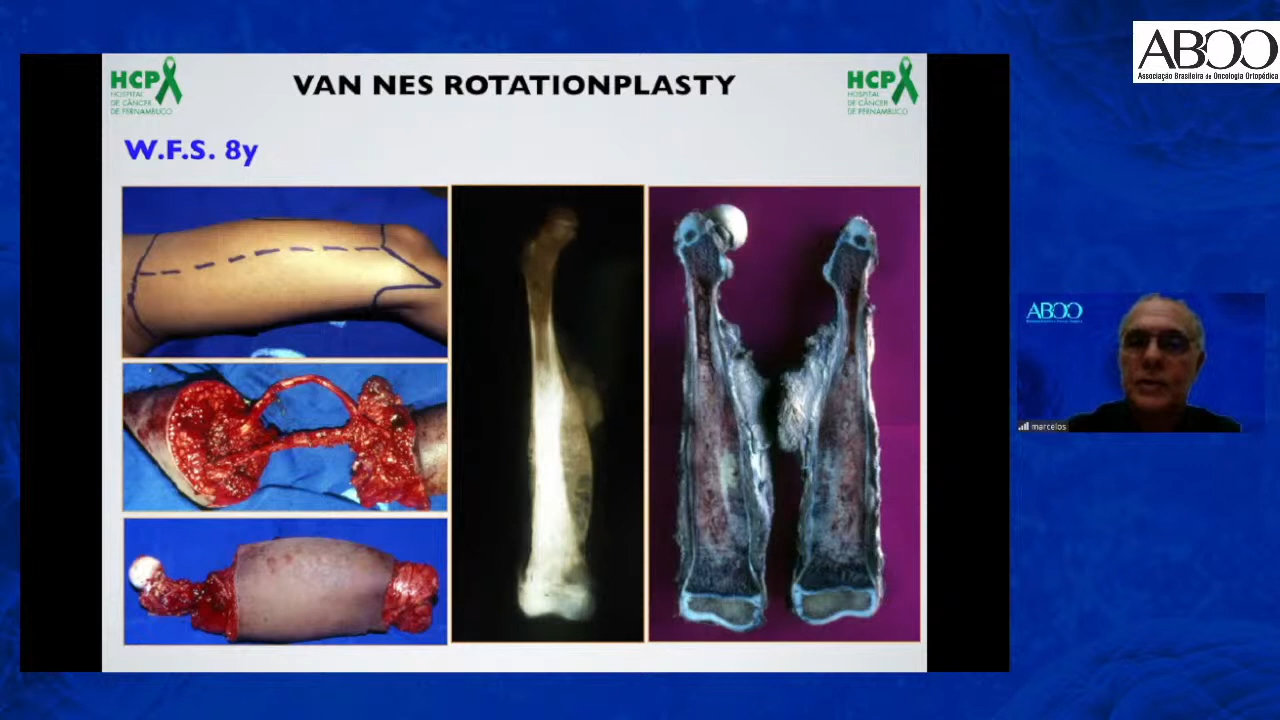 ABOO
Associação Brasileira de Oncologia Ortopédica
HCP
HOSPITAL
DE CÂNCER
DE PERNAMBUCO
VAN NES ROTATIONPLASTY
HCP
HOSPITAL
DE CÂNCER
DE PERNAMBUCO
W.F.S. 8y
ABOO
marcelos